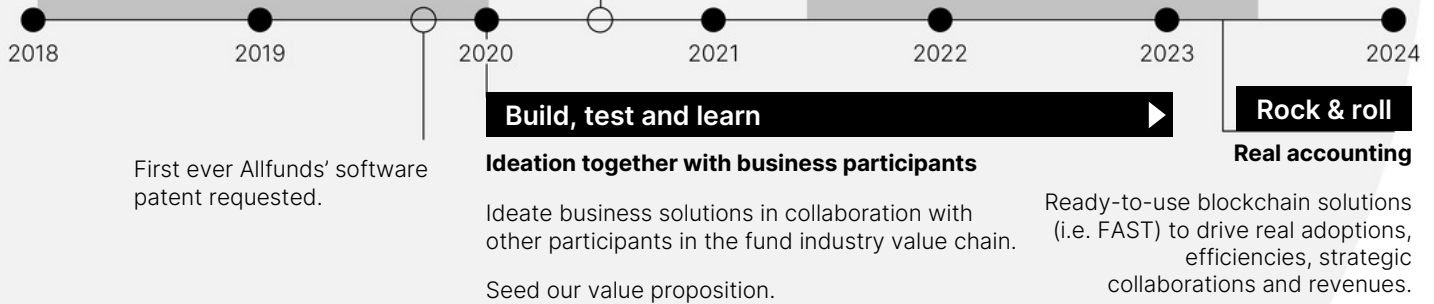 2018
2019
2020
2021
2022
2023
2024
Build, test and learn
Rock & roll
First ever Allfunds’ software
patent requested.
Ideation together with business participants
Ideate business solutions in collaboration with
other participants in the fund industry value chain.
Seed our value proposition.
Real accounting
Ready-to-use blockchain solutions
(i.e. FAST) to drive real adoptions,
efficiencies, strategic
collaborations and revenues.